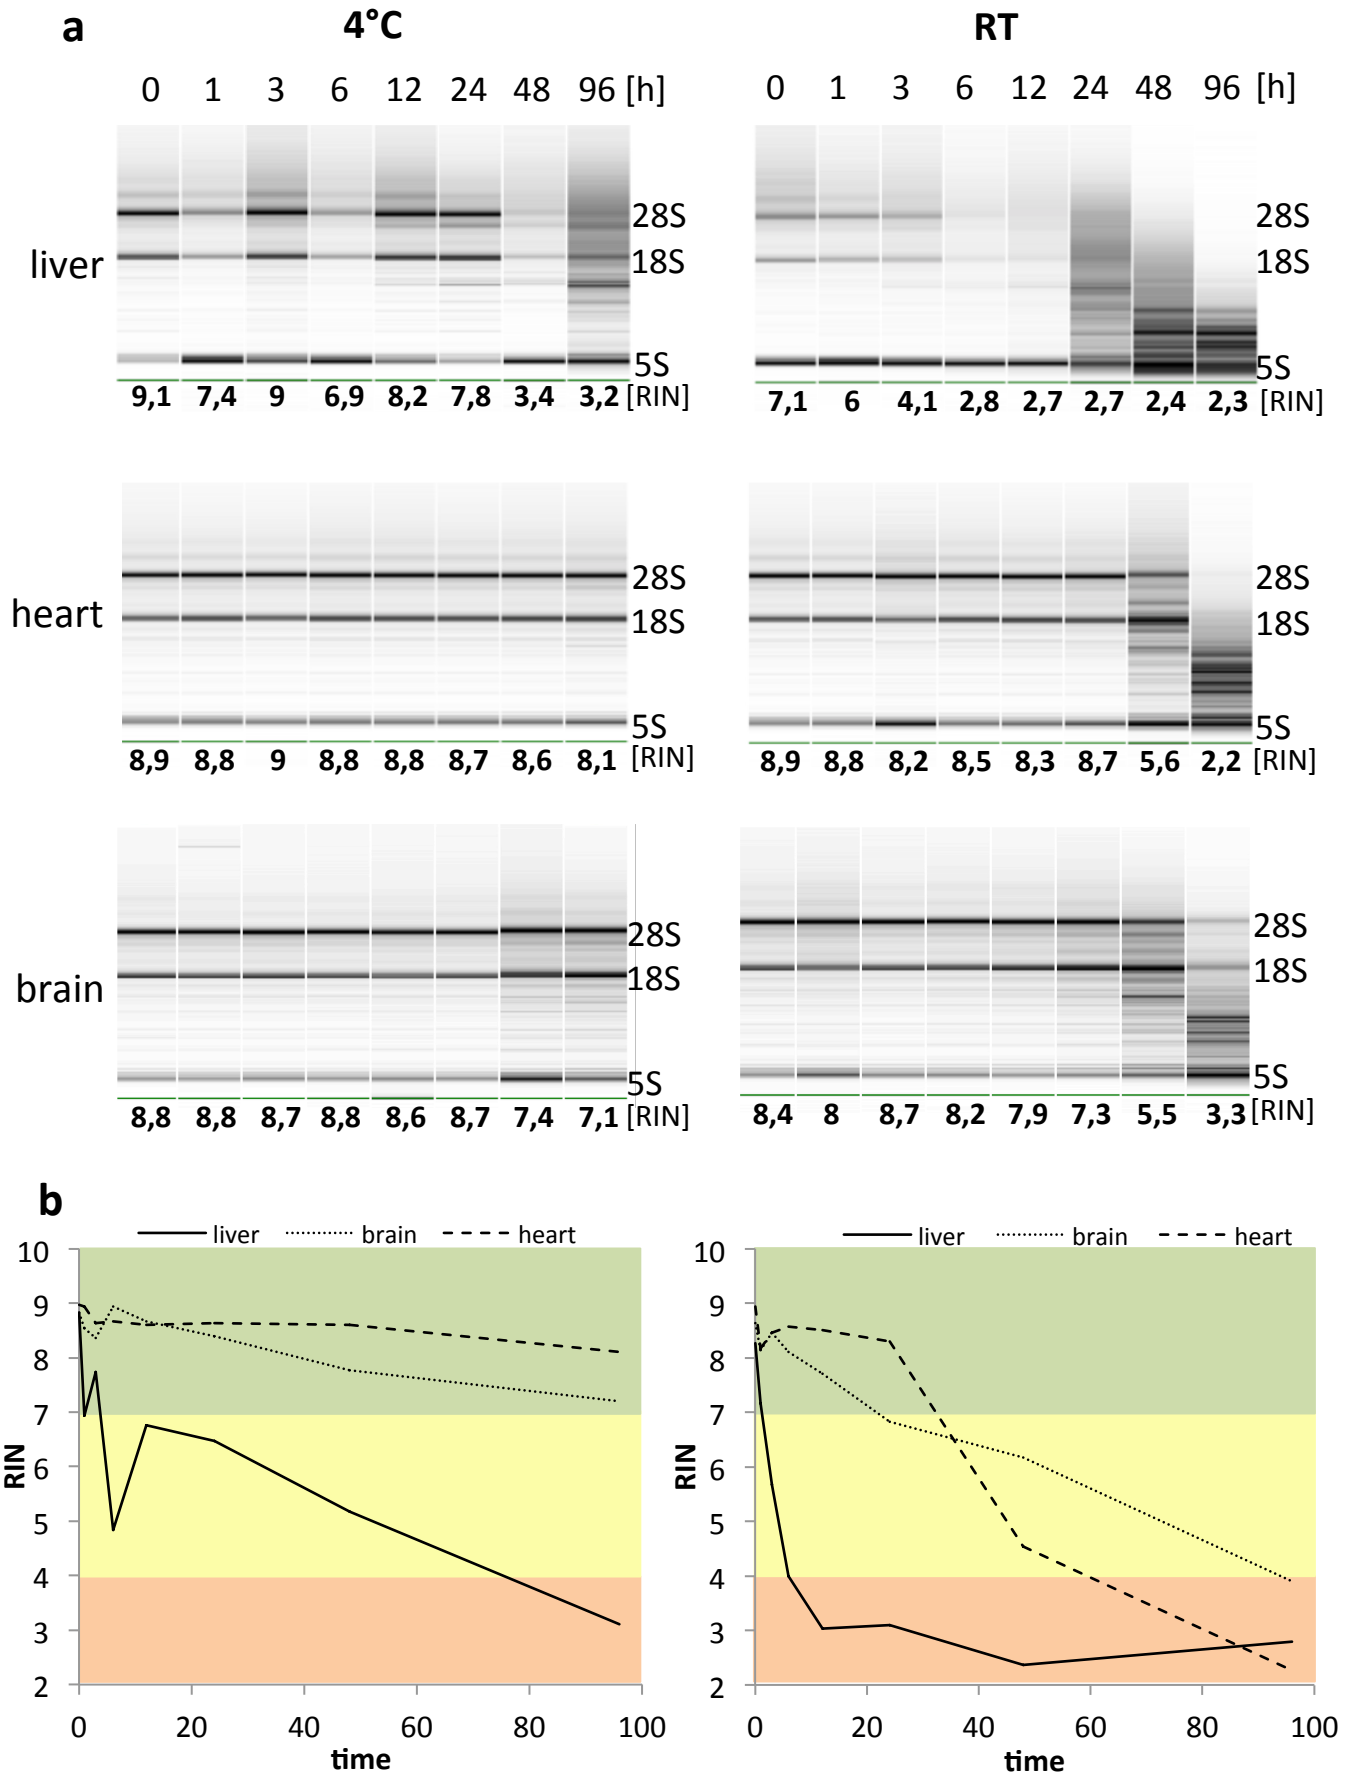 a 4°C RT
0 1 3 6 12 24 48 96 [h] 0 1 3 6 12 24 48 96 [h]
liver
28S 28S
18S 18S
5S 5S
9,1 7,4 9 6,9 8,2 7,8 3,4 3,2 [RIN] 7,1 6 4,1 2,8 2,7 2,7 2,4 2,3 [RIN]
heart
28S 28S
18S 18S
5S 5S
8,9 8,8 9 8,8 8,8 8,7 8,6 8,1 [RIN] 8,9 8,8 8,2 8,5 8,3 8,7 5,6 2,2 [RIN]
brain
28S 28S
18S 18S
5S 5S
8,8 8,8 8,7 8,8 8,6 8,7 7,4 7,1 [RIN] 8,4 8 8,7 8,2 7,9 7,3 5,5 3,3 [RIN]
b
liver brain heart
10
9
8
7
6
5
4
3
2
RIN
0 20 40 60 80 100
time
liver brain heart
10
9
8
7
6
5
4
3
2
RIN
0 20 40 60 80 100
time